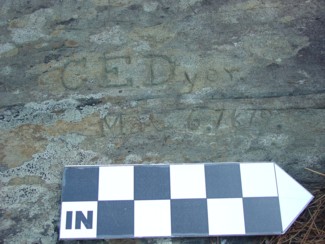 C.E.Dyer
Mar 6,
IN